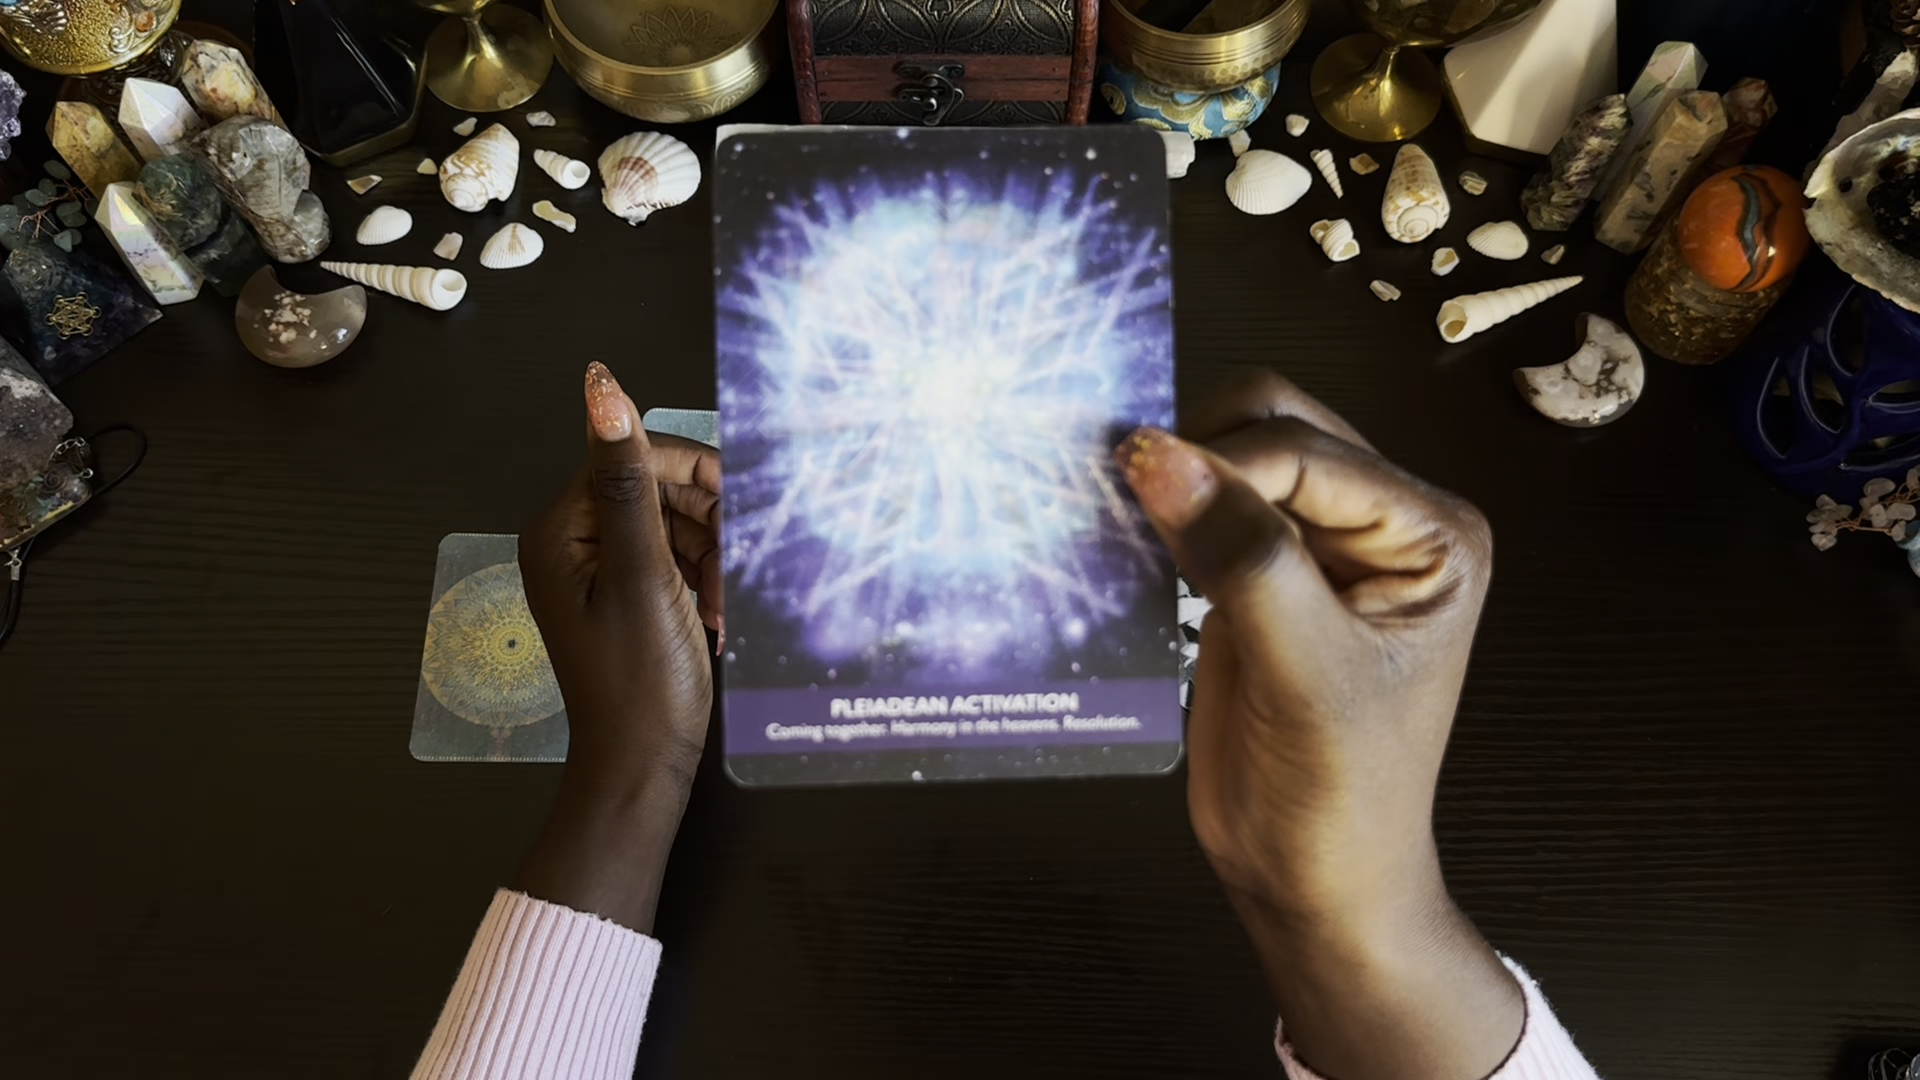 PLEIADEAN ACTIVATION
Coming together. Harmony in the heavens. Resolution.